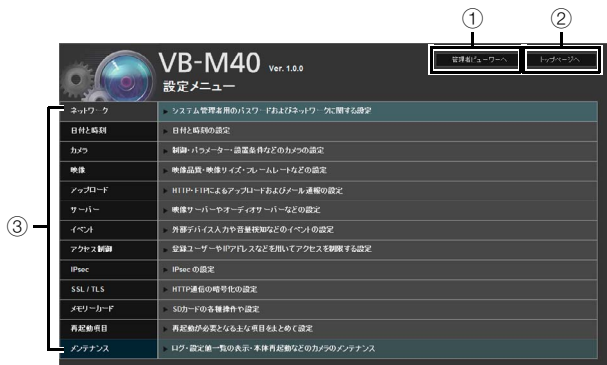 ① ②
VB-M40 Ver. 1.0.0
設定メニュー
管理者ビューワーへ トップページへ
③
ネットワーク システム管理者用のパスワードおよびネットワークに関する設定
日付と時刻 日付と時刻の設定
カメラ 制御・パラメーター・設置条件などのカメラの設定
映像 映像品質・映像サイズ・フレームレートなどの設定
アップロード HTTP・FTPによるアップロードおよびメール通報の設定
サーバー 映像サーバーやオーディオサーバーなどの設定
イベント 外部デバイス入力や音量検知などのイベントの設定
アクセス制御 登録ユーザーやIPアドレスなどを用いてアクセスを制限する設定
IPsec IPsec の設定
SSL / TLS HTTP通信の暗号化の設定
メモリーカード SDカードの各種操作や設定
再起動項目 再起動が必要となる主な項目をまとめて設定
メンテナンス ログ・設定値一覧の表示・本体再起動などのカメラのメンテナンス